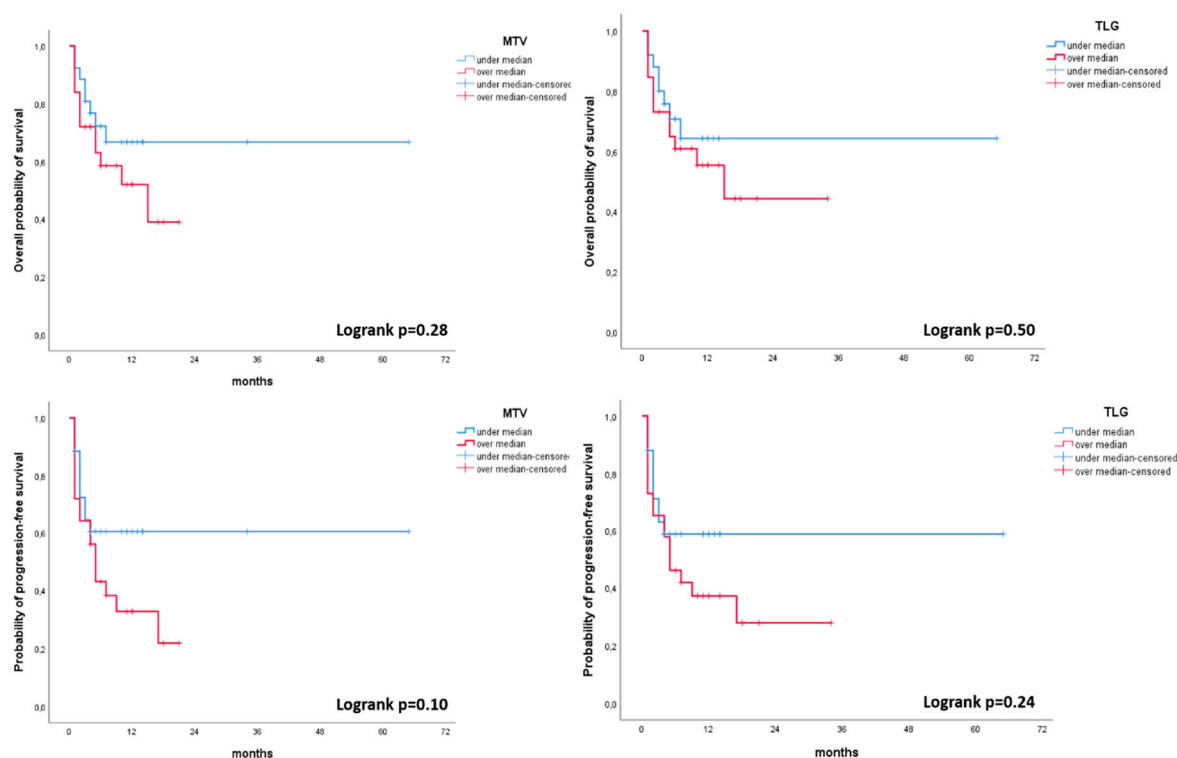 MTV
under median
over median
under median-censored
over median-censored
Overall probability of survival
1,0
0,8
0,6
0,4
0,2
0,0
Logrank p=0.28
0 12 24 36 48 60 72
months
TLG
under median
over median
under median-censored
over median-censored
Overall probability of survival
1,0
0,8
0,6
0,4
0,2
0,0
Logrank p=0.50
0 12 24 36 48 60 72
MTV
under median
over median
under median-censored
over median-censored
Probability of progression-free survival
1,0
0,8
0,6
0,4
0,2
0,0
Logrank p=0.10
0 12 24 36 48 60 72
months
TLG
under median
over median
under median-censored
over median-censored
Probability of progression-free survival
1,0
0,8
0,6
0,4
0,2
0,0
Logrank p=0.24
0 12 24 36 48 60 72
months